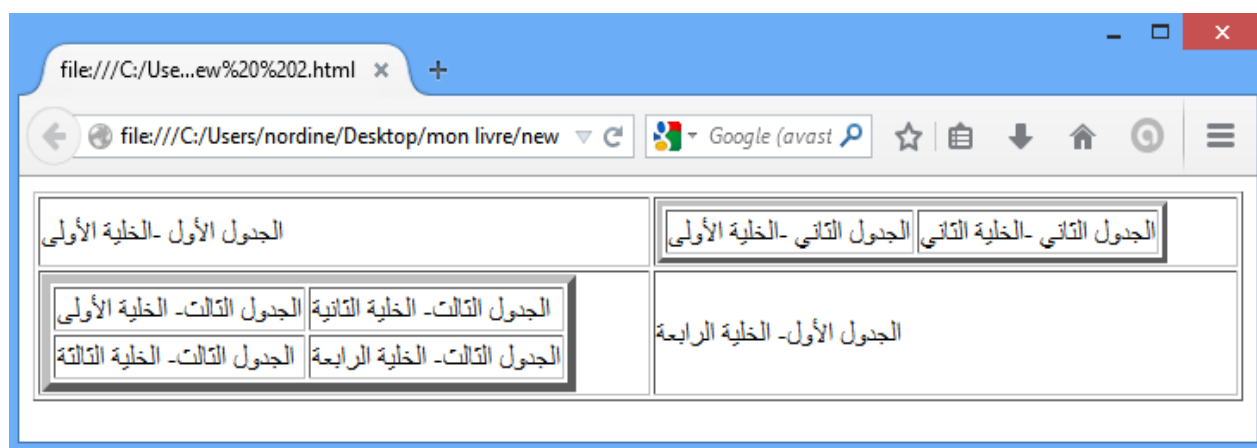 file:///C:/Use...ew%20%202.html
file:///C:/Users/nordine/Desktop/mon livre/new
Google (avast
الجدول الأول -الخلية الأولى
الجدول الثاني -الخلية الأولى
الجدول الثاني -الخلية الثاني
الجدول الثالث- الخلية الأولى
الجدول الثالث- الخلية الثانية
الجدول الثالث- الخلية الثالثة
الجدول الثالث- الخلية الرابعة
الجدول الأول- الخلية الرابعة